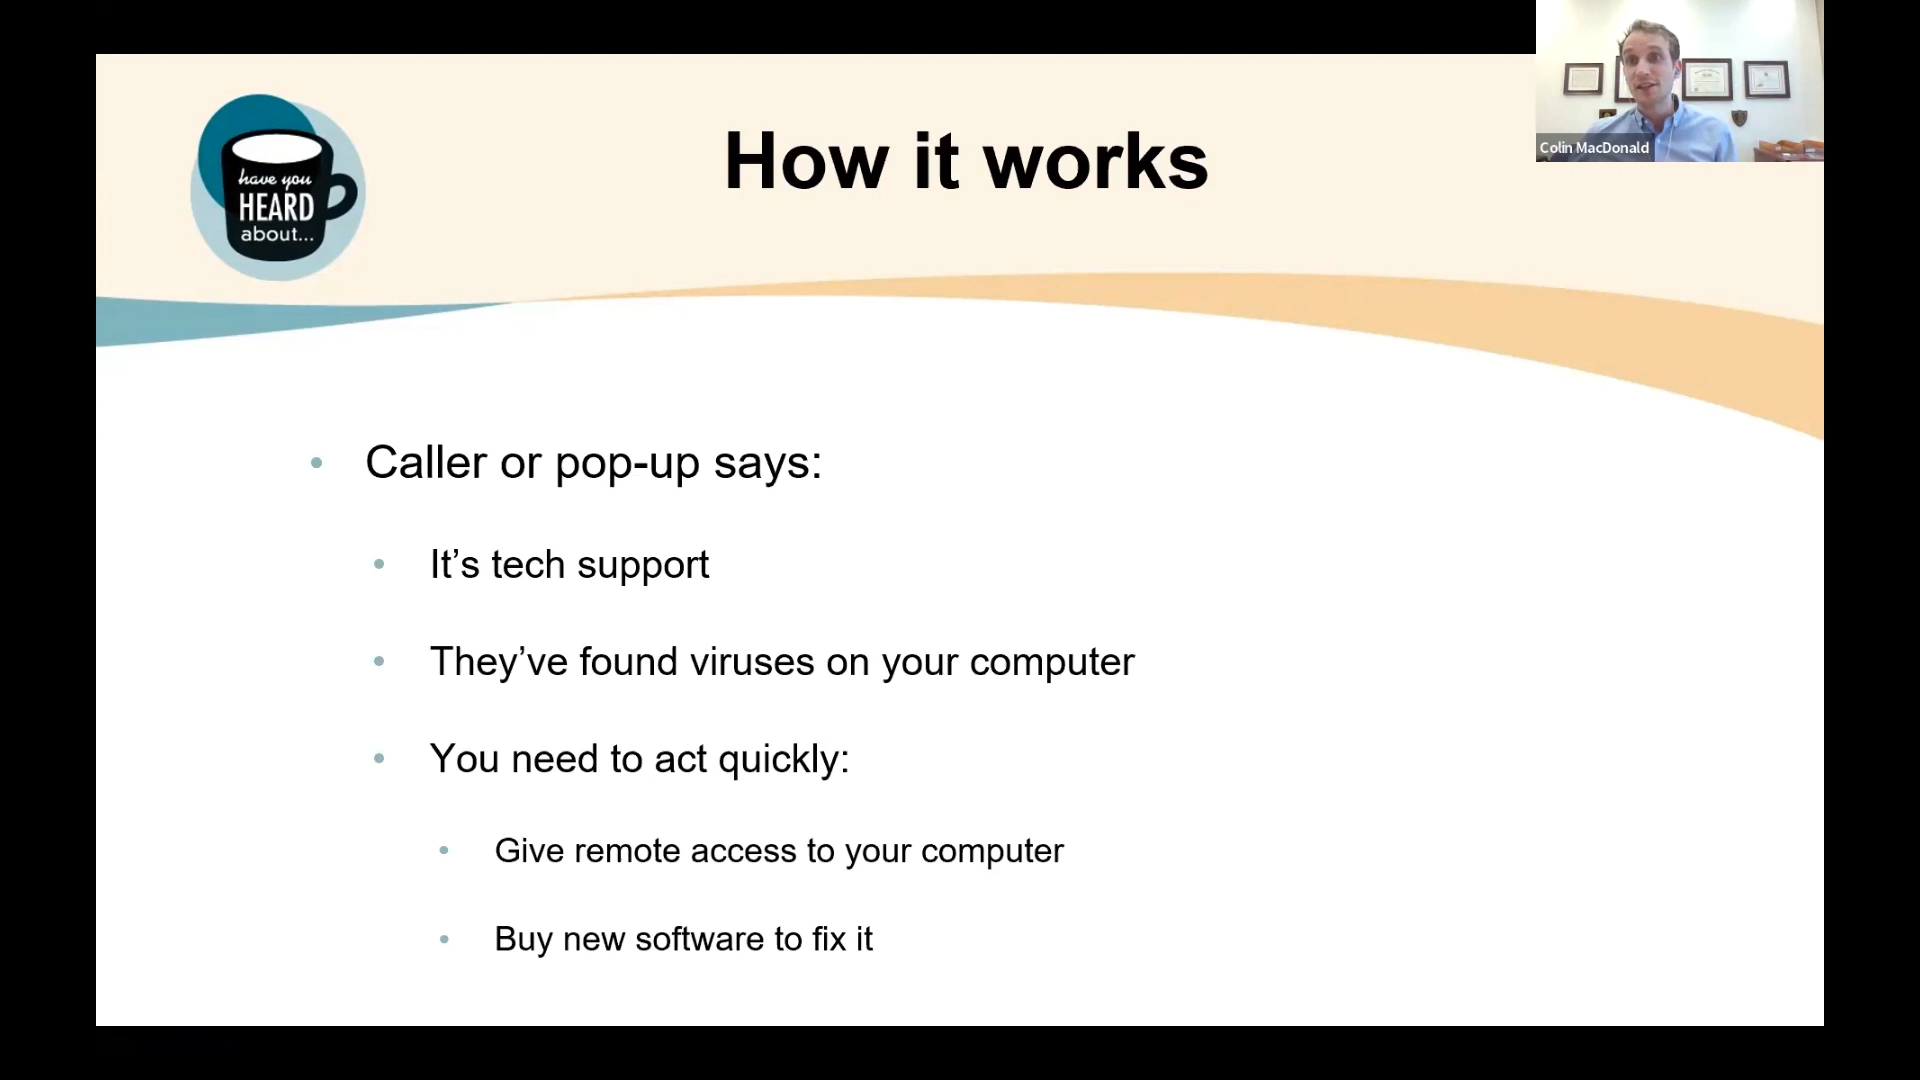 have you
HEARD
about...
How it works
Colin MacDonald
• Caller or pop-up says:
• It’s tech support
• They’ve found viruses on your computer
• You need to act quickly:
• Give remote access to your computer
• Buy new software to fix it